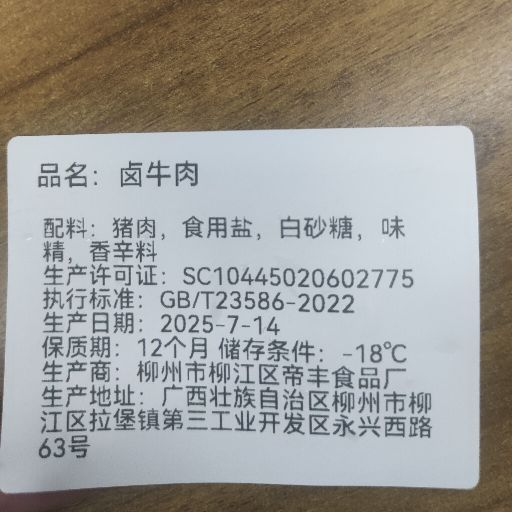 品名：卤牛肉
配料：猪肉，食用盐，白砂糖，味
精，香辛料
生产许可证：SC10445020602775
执行标准：GB/T23586-2022
生产日期：2025-7-14
保质期：12个月 储存条件：-18℃
生产商：柳州市柳江区帝丰食品厂
生产地址：广西壮族自治区柳州市柳
江区拉堡镇第三工业开发区永兴西路
63号